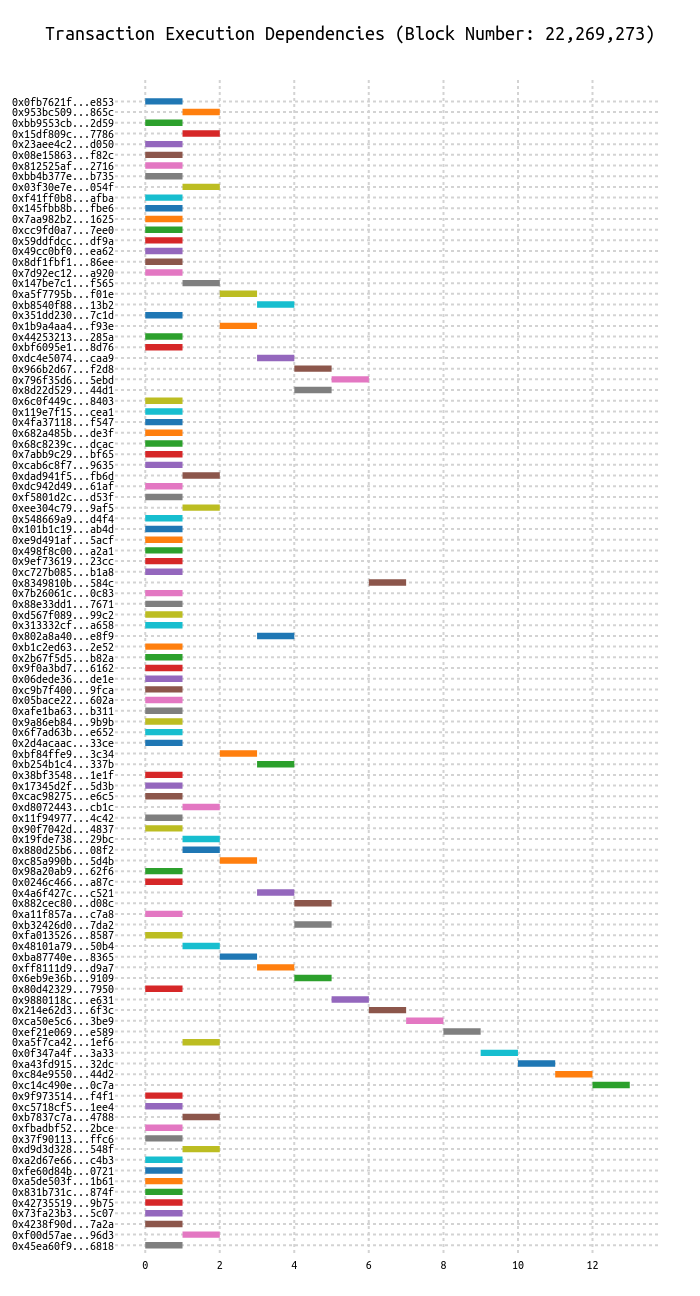 Transaction Execution Dependencies (Block Number: 22,269,273)
0x0fb7621f...e853
0x953bc509...865c
0xbb9553cb...2d59
0x15df809c...7786
0x23aee4c2...d050
0x08e15863...f82c
0x812525af...2716
0xbb4b377e...b735
0x03f30e7e...054f
0xf41ff0b8...afba
0x145fbb8b...fbe6
0x7aa982b2...1625
0xcc9fd0a7...7ee0
0x59ddfdcc...df9a
0x49cc0bf0...ea62
0x8df1fbf1...86ee
0x7d92ec12...a920
0x147be7c1...f565
0xa5f7795b...f01e
0xb8540f88...13b2
0x351dd230...7c1d
0x1b9a4aa4...f93e
0x44253213...285a
0xbf6095e1...8d76
0xdc4e5074...caa9
0x966b2d67...f2d8
0x796f35d6...5ebd
0x8d22d529...44d1
0x6c0f449c...8403
0x119e7f15...cea1
0x4fa37118...f547
0x682a485b...de3f
0x68c8239c...dcac
0x7abb9c29...bf65
0xcab6c8f7...9635
0xdad941f5...fb6d
0xdc942d49...61af
0xf5801d2c...d53f
0xee304c79...9af5
0x548669a9...d4f4
0x101b1c19...ab4d
0xe9d491af...5acf
0x498f8c00...a2a1
0x9ef73619...23cc
0xc727b085...b1a8
0x8349810b...584c
0x7b26061c...0c83
0x88e33dd1...7671
0xd567f089...99c2
0x313332cf...a658
0x802a8a40...e8f9
0xb1c2ed63...2e52
0x2b67f5d5...b82a
0x9f0a3bd7...6162
0x06dede36...de1e
0xc9b7f400...9fca
0x05bace22...602a
0xafe1ba63...b311
0x9a86eb84...9b9b
0x6f7ad63b...e652
0x2d4acaac...33ce
0xbf84ffe9...3c34
0xb254b1c4...337b
0x38bf3548...1e1f
0x17345d2f...5d3b
0xcac98275...e6c5
0xd8072443...cb1c
0x11f94977...4c42
0x90f7042d...4837
0x19fde738...29bc
0x880d25b6...08f2
0xc85a990b...5d4b
0x98a20ab9...62f6
0x0246c466...a87c
0x4a6f427c...c521
0x882cec80...d08c
0xa11f857a...c7a8
0xb32426d0...7da2
0xfa013526...8587
0x48101a79...50b4
0xba87740e...8365
0xff8111d9...d9a7
0x6eb9e36b...9109
0x80d42329...7950
0x9880118c...e631
0x214e62d3...6f3c
0xca50e5c6...3be9
0xef21e069...e589
0xa5f7ca42...1ef6
0x0f347a4f...3a33
0xa43fd915...32dc
0xc84e9550...44d2
0xc14c490e...0c7a
0x9f973514...f4f1
0xc5718cf5...1ee4
0xb7837c7a...4788
0xfbadbf52...2bce
0x37f90113...ffc6
0xd9d3d328...548f
0xa2d67e66...c4b3
0xfe60d84b...0721
0xa5de503f...1b61
0x831b731c...874f
0x42735519...9b75
0x73fa23b3...5c07
0x4238f90d...7a2a
0xf00d57ae...96d3
0x45ea60f9...6818
0 2 4 6 8 10 12